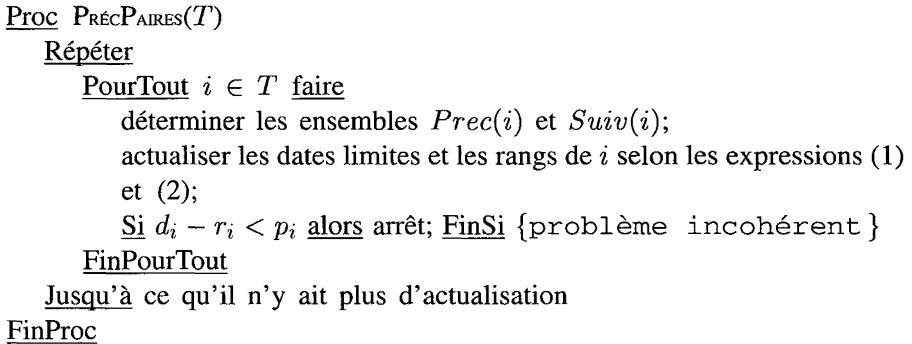 Proc PRÉCPAIRES(T)
Répéter
PourTout i ∈ T faire
déterminer les ensembles Prec(i) et Suiv(i);
actualiser les dates limites et les rangs de i selon les expressions (1)
et (2);
Si d_i − r_i < p_i alors arrêt; FinSi {problème incohérent}
FinPourTout
Jusqu'à ce qu'il n'y ait plus d'actualisation
FinProc